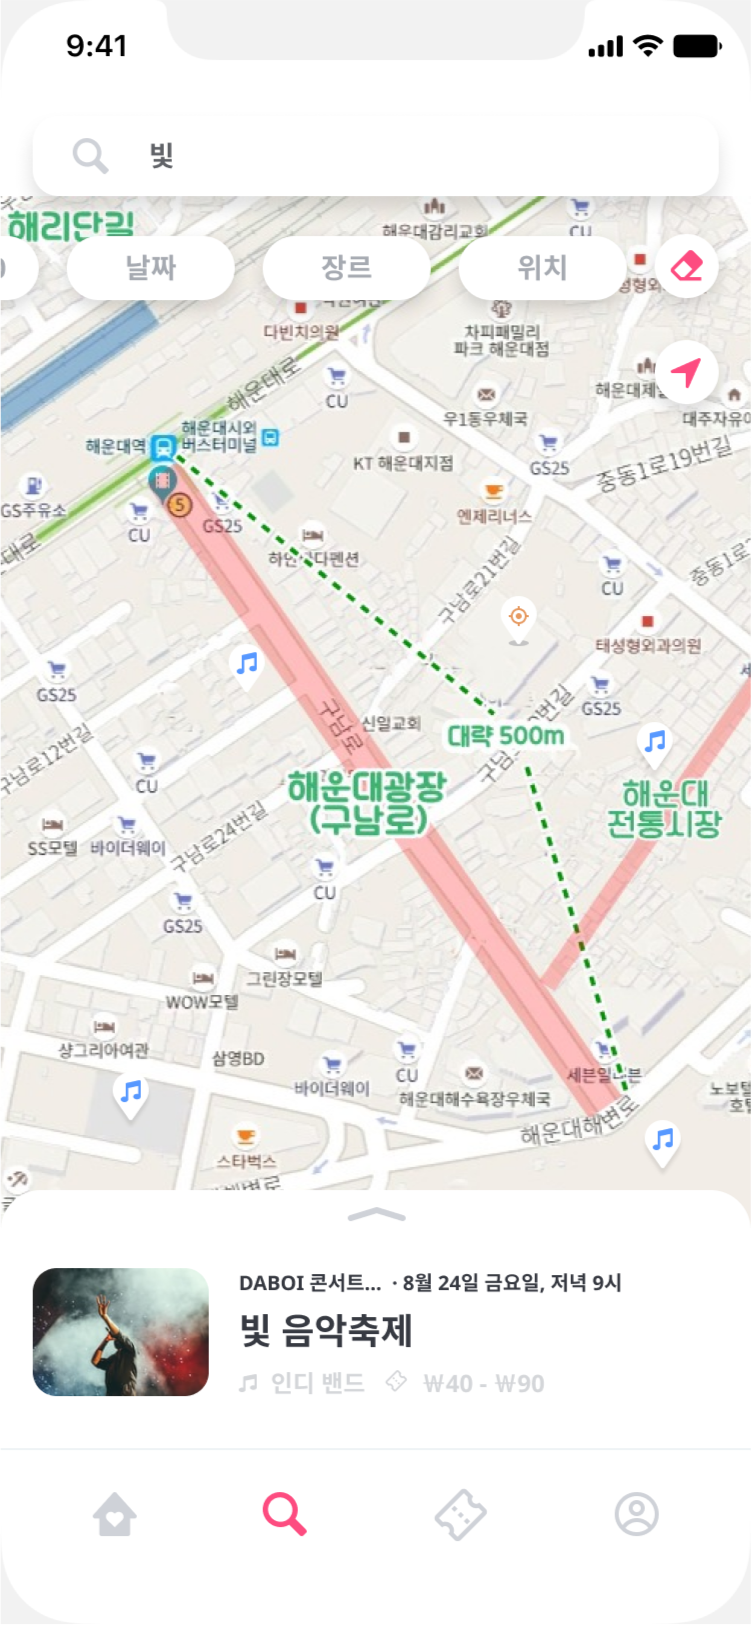 9:41
빛
해리단길
해운대감리교회
CU
날짜
장르
위치
다빈치의원
차피패밀리
파크 해운대점
해운대로
CU
우1동우체국
해운대역
해운대시외
버스터미널
KT 해운대지점
GS25
중동1로19번길
GS주유소
5
CU
GS25
엔제리너스
구남로21번길
CU
태성형외과의원
GS25
GS25
구남로
신일교회
대략 500m
구남로12번길
CU
해운대광장
(구남로)
해운대
전통시장
SS모텔
바이더웨이
구남로24번길
CU
GS25
그린장모텔
WOW모텔
샹그리아여관
삼영BD
바이더웨이
CU
해운대해수욕장우체국
스타벅스
해운대해변로
DABOI 콘서트... · 8월 24일 금요일, 저녁 9시
빛 음악축제
인디 밴드
₩40 - ₩90